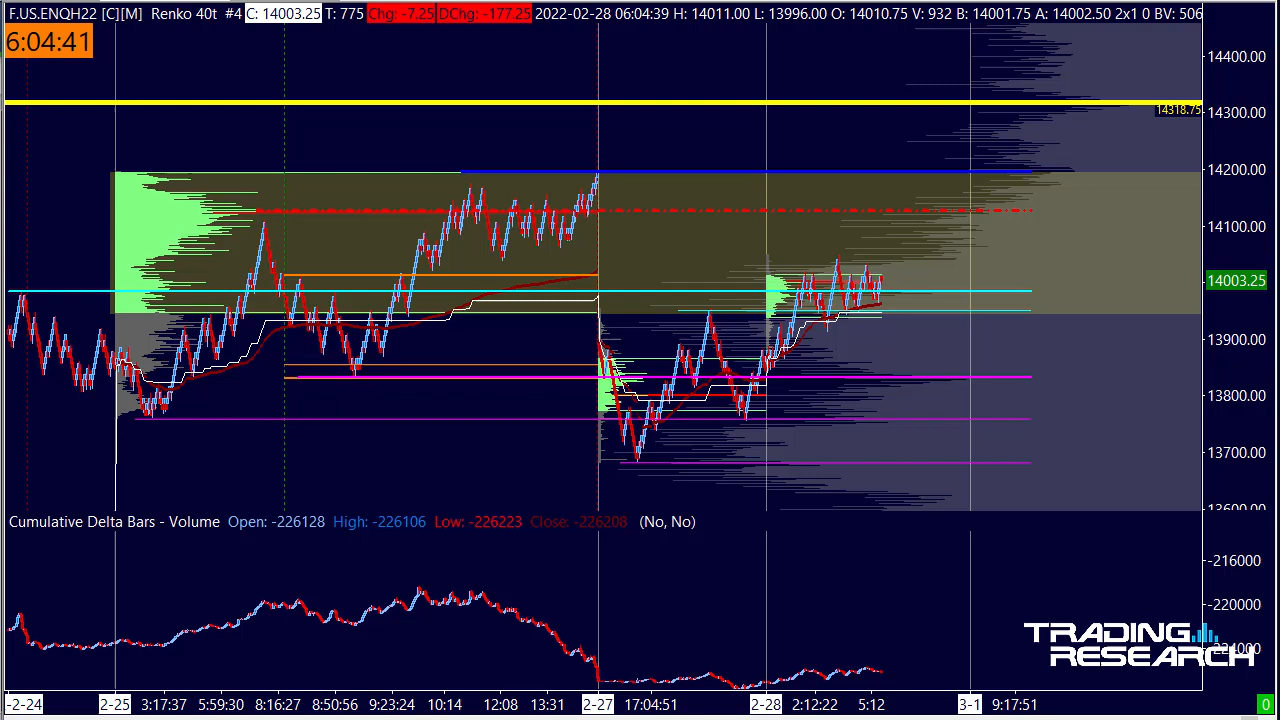 F.US.ENQH22 [C][M] Renko 40t #4 C: 14003.25 T: 775 Chg: -7.25 DChg: -177.25 2022-02-28 06:04:39 H: 14011.00 L: 13996.00 O: 14010.75 V: 932 B: 14001.75 A: 14002.50 2x1 0 BV: 506
6:04:41
14400.00
14318.75
14300.00
14200.00
14100.00
14003.25
13900.00
13800.00
13700.00
13600.00
Cumulative Delta Bars - Volume Open: -226128 High: -226106 Low: -226223 Close: -226208 (No, No)
-216000
-220000
-224000
TRADING
RESEARCH
-2-24 2-25 3:17:37 5:59:30 8:16:27 8:50:56 9:23:24 10:14 12:08 13:31 2-27 17:04:51 2-28 2:12:22 5:12 3-1 9:17:51 0